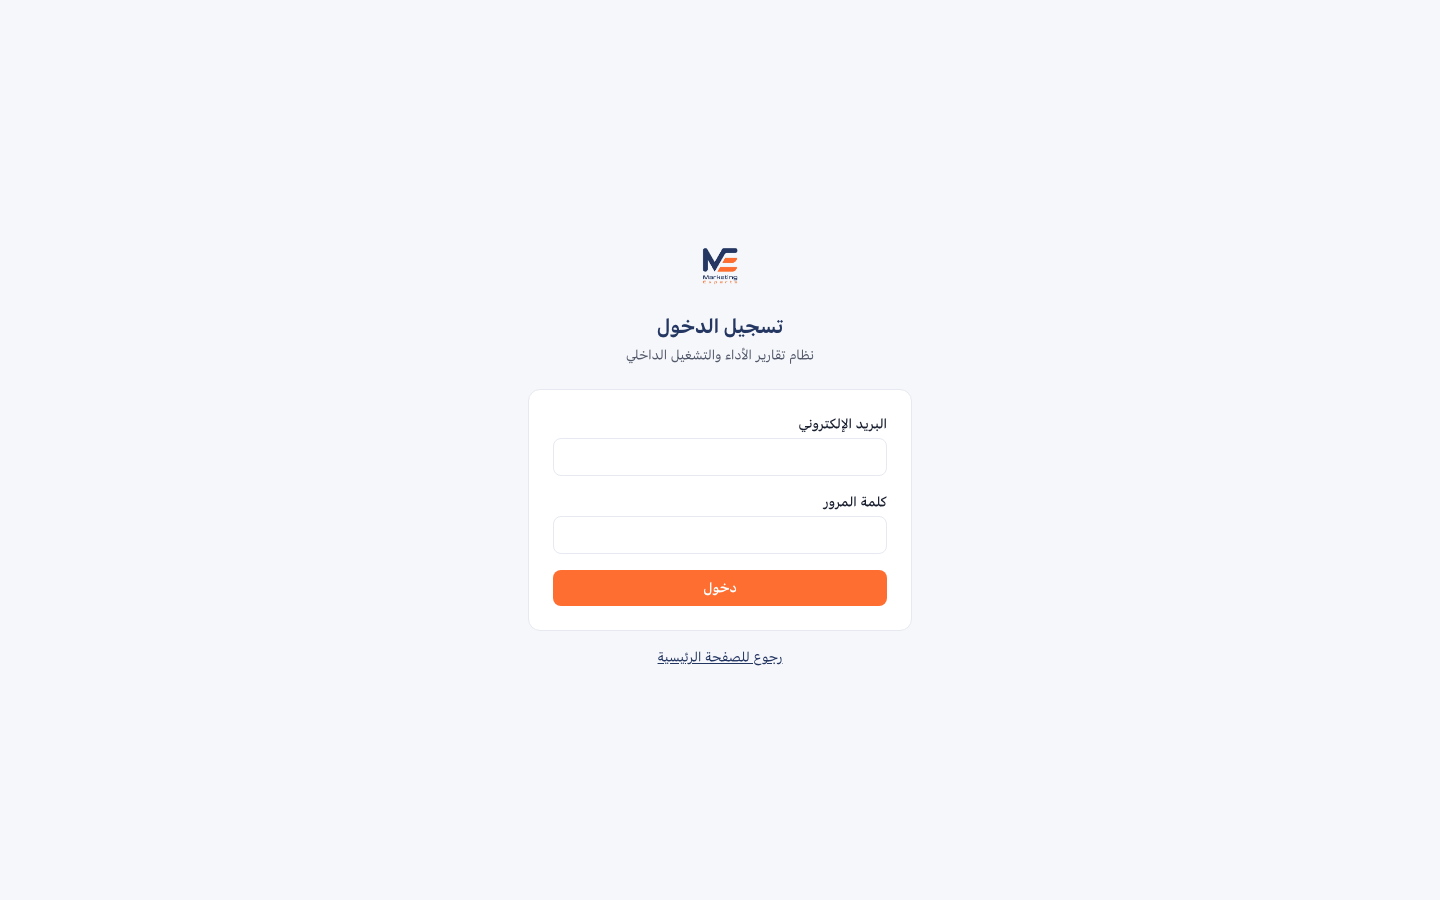 Marketing
Experts
تسجيل الدخول
نظام تقارير الأداء والتشغيل الداخلي
البريد الإلكتروني
كلمة المرور
دخول
رجوع للصفحة الرئيسية